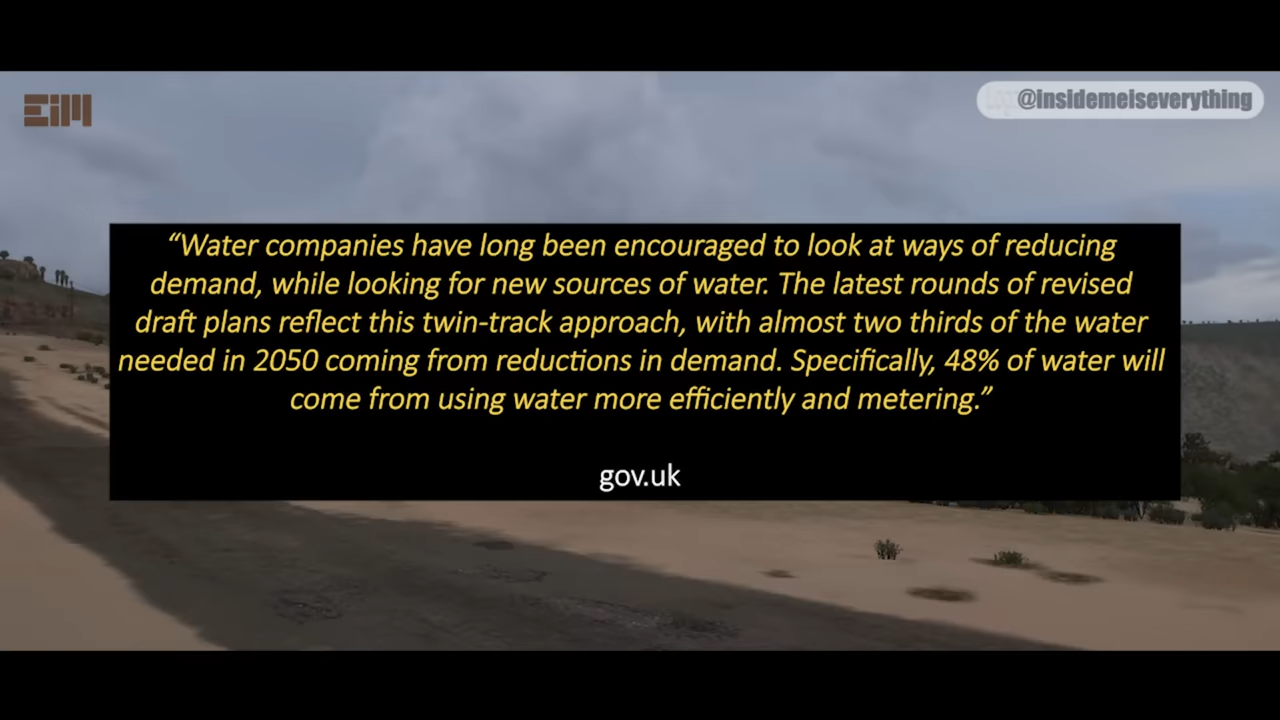 EiM
@insidemeiseverything
“Water companies have long been encouraged to look at ways of reducing
demand, while looking for new sources of water. The latest rounds of revised
draft plans reflect this twin-track approach, with almost two thirds of the water
needed in 2050 coming from reductions in demand. Specifically, 48% of water will
come from using water more efficiently and metering.”
gov.uk